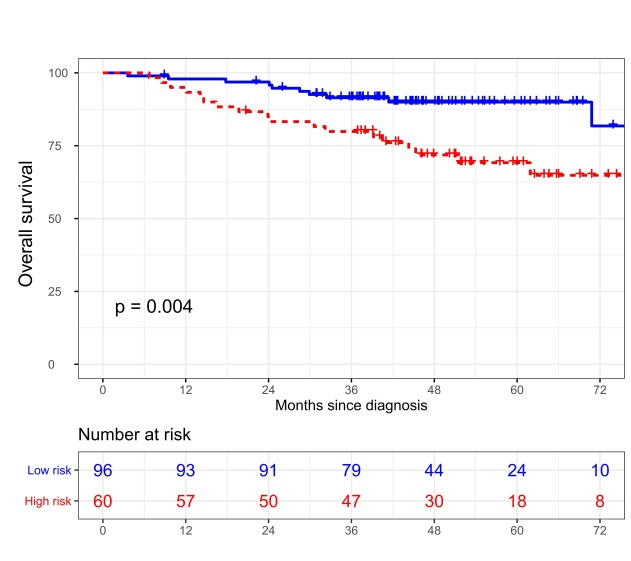 100
75
50
25
0
Overall survival
p = 0.004
0 12 24 36 48 60 72
Months since diagnosis
Number at risk
Low risk 96 93 91 79 44 24 10
High risk 60 57 50 47 30 18 8
0 12 24 36 48 60 72